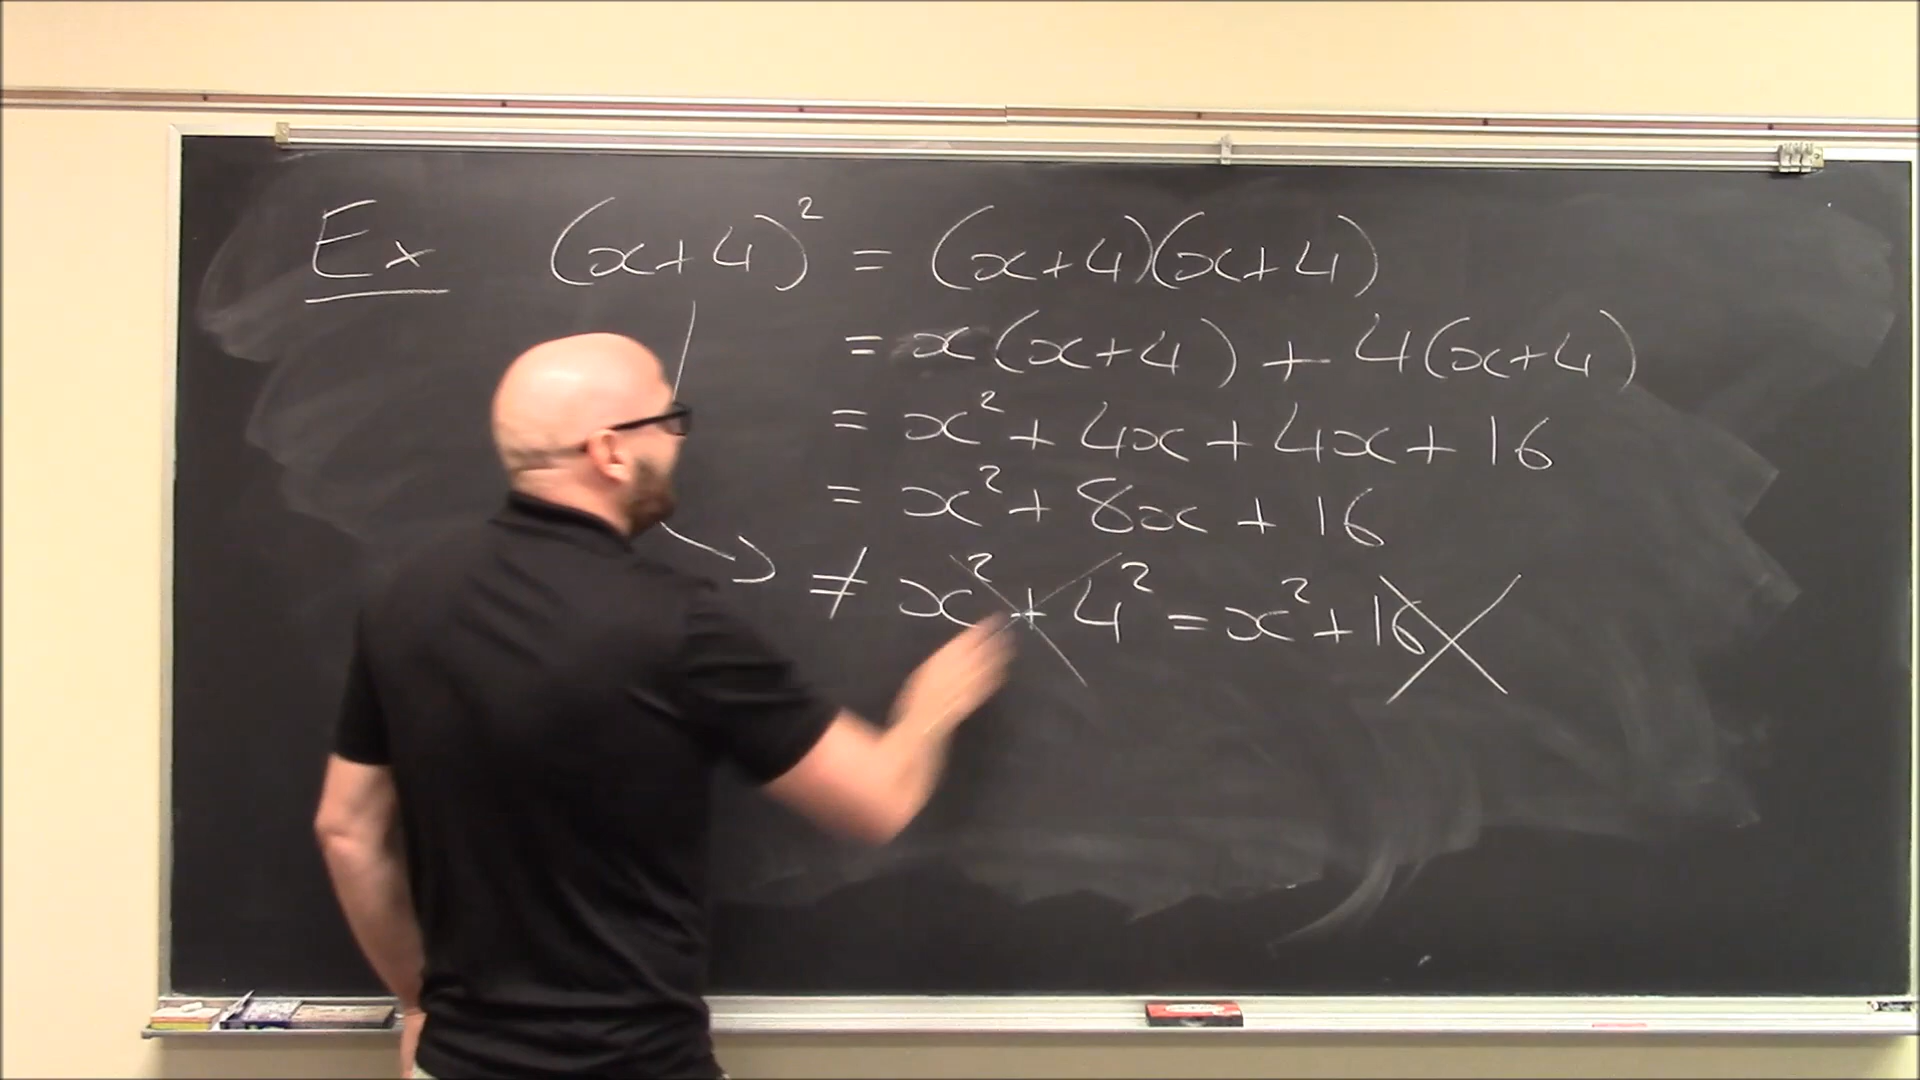 Ex (x+4)² = (x+4)(x+4)
= x(x+4) + 4(x+4)
= x² + 4x + 4x + 16
= x² + 8x + 16
≠ x² + 4² = x² + 16